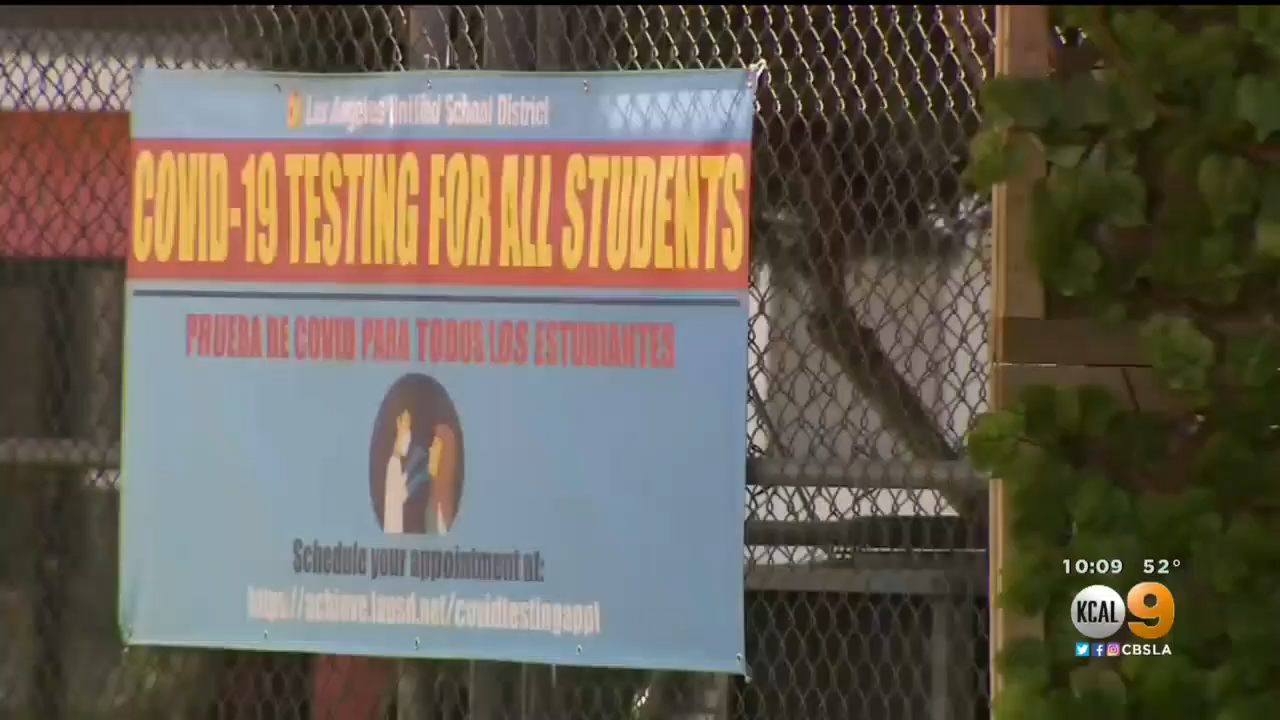 Los Angeles Unified School District
COVID-19 TESTING FOR ALL STUDENTS
PRUEBA DE COVID PARA TODOS LOS ESTUDIANTES
Schedule your appointment at:
https://achieve.lausd.net/covidtestingappt
10:09 52°
KCAL 9
CBSLA